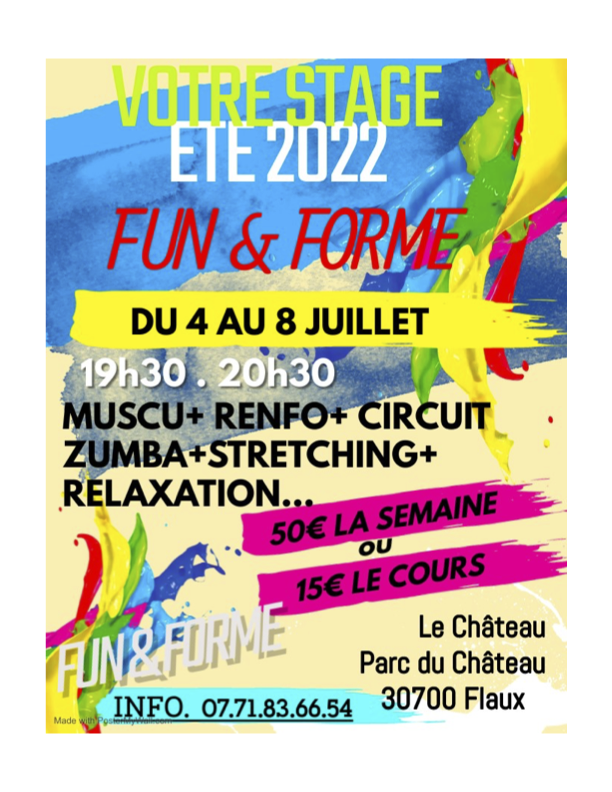 VOTRE STAGE
ETE 2022
FUN & FORME
DU 4 AU 8 JUILLET
19h30 . 20h30
MUSCU+ RENFO+ CIRCUIT
ZUMBA+STRETCHING+
RELAXATION...
50€ LA SEMAINE
OU
15€ LE COURS
FUN&FORME
Le Château
Parc du Château
30700 Flaux
INFO. 07.71.83.66.54
Made with PosterMyWall.com